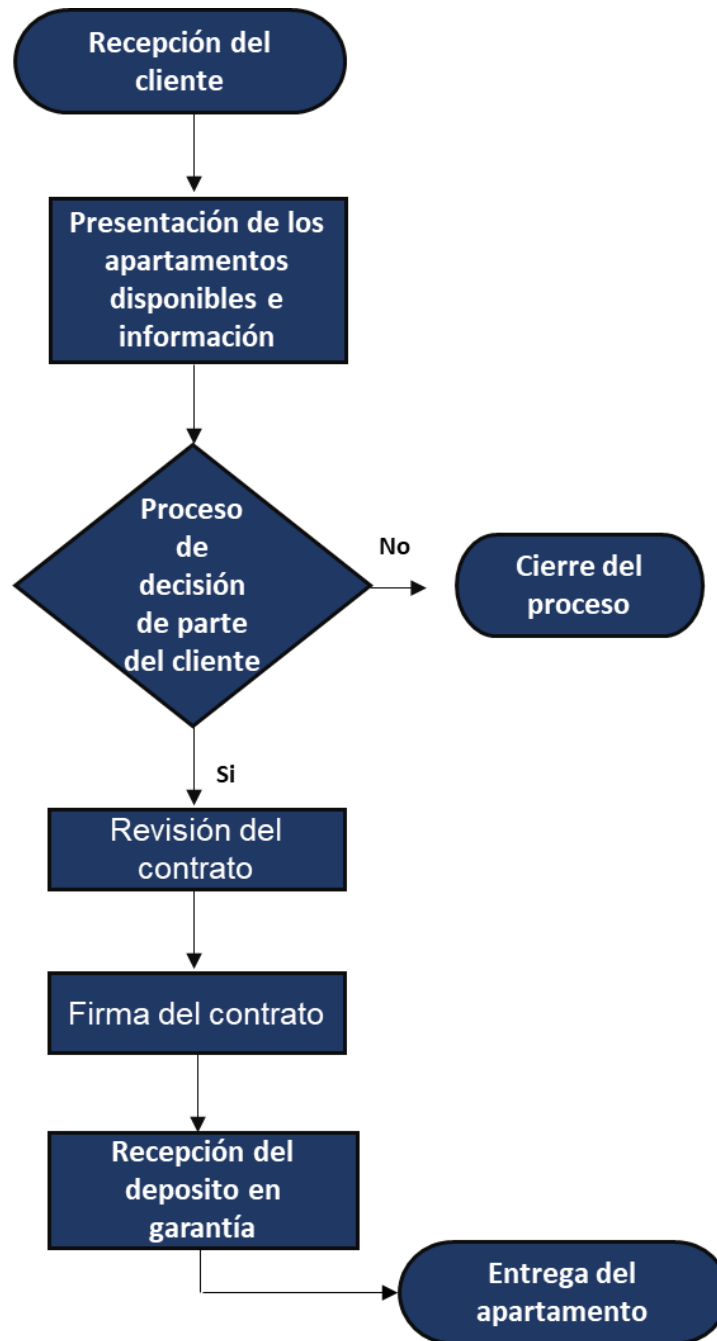 Recepción del
cliente
Presentación de los
apartamentos
disponibles e
información
Proceso
de
decisión
de parte
del cliente
No
Cierre del
proceso
Si
Revisión del
contrato
Firma del contrato
Recepción del
deposito en
garantía
Entrega del
apartamento